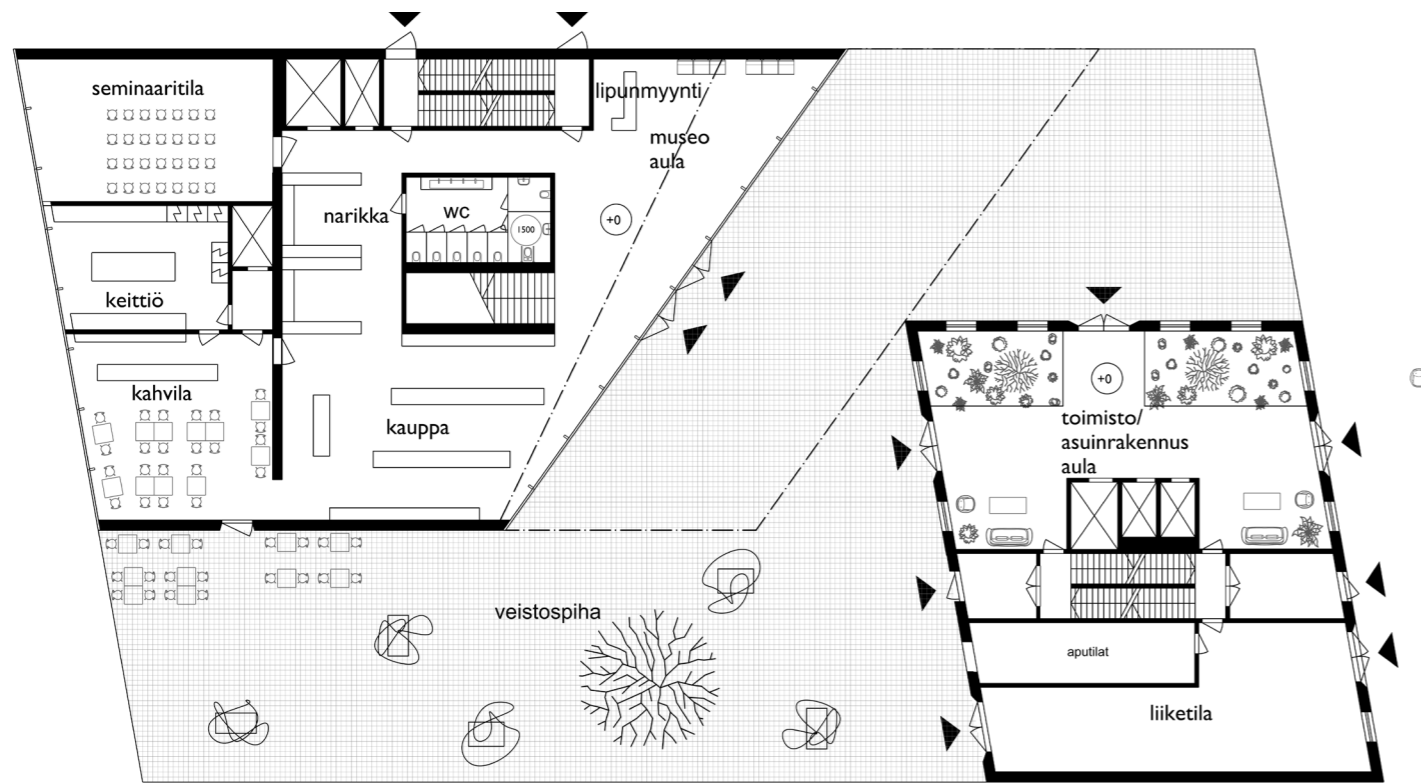 seminaaritila
lipunmyynti
museo
aula
narikka
wc
+0
1500
keittiö
kahvila
kauppa
+0
toimisto/
asuinrakennus
aula
veistospiha
aputilat
liiketila